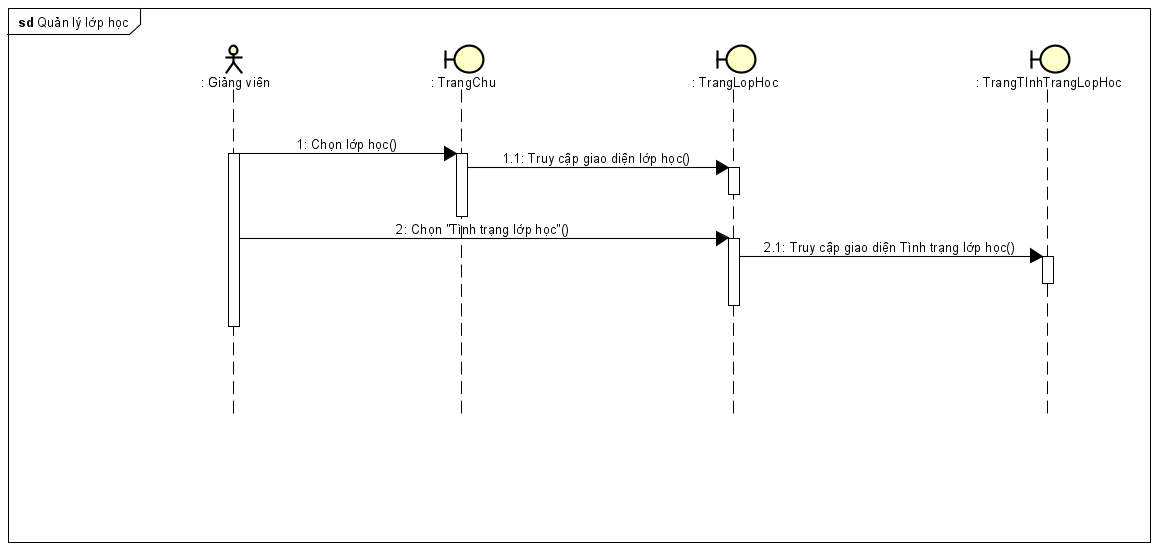 sd Quản lý lớp học
: Giảng viên
: TrangChu
: TrangLopHoc
: TrangTInhTrangLopHoc
1: Chọn lớp học()
1.1: Truy cập giao diện lớp học()
2: Chọn "Tình trạng lớp học"()
2.1: Truy cập giao diện Tình trạng lớp học()